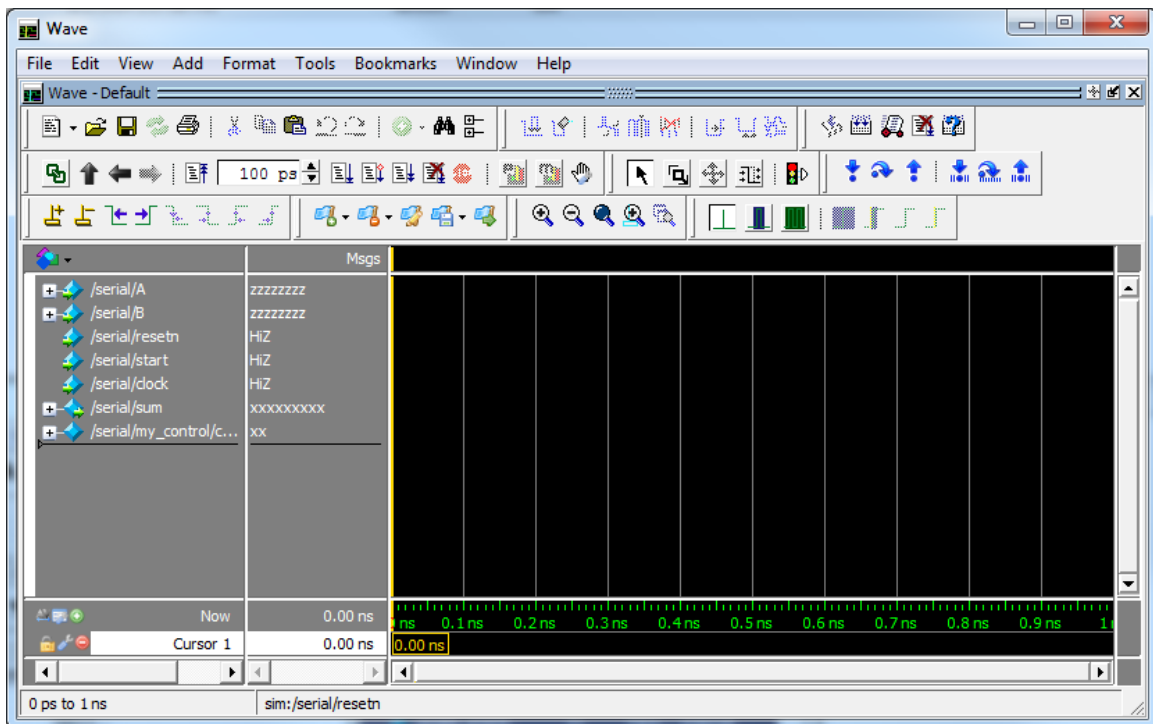 Wave
File Edit View Add Format Tools Bookmarks Window Help
Wave - Default
100 ps
Msgs
/serial/A zzzzzzzz
/serial/B zzzzzzzz
/serial/resetn HiZ
/serial/start HiZ
/serial/clock HiZ
/serial/sum xxxxxxxxx
/serial/my_control/c... xx
Now 0.00 ns
ns 0.1 ns 0.2 ns 0.3 ns 0.4 ns 0.5 ns 0.6 ns 0.7 ns 0.8 ns 0.9 ns 1
Cursor 1 0.00 ns 0.00 ns
0 ps to 1 ns sim:/serial/resetn